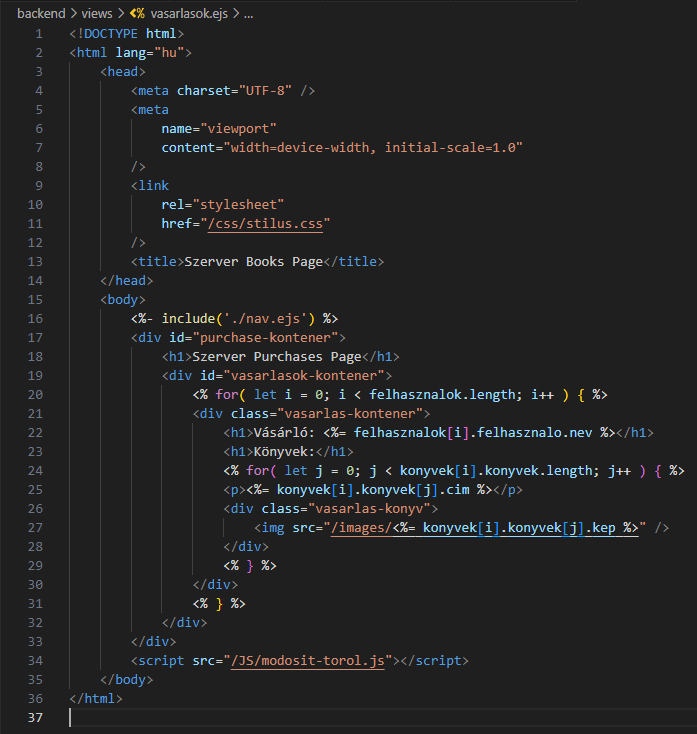 backend > views > <% vasarlasok.ejs > ...
1 <!DOCTYPE html>
2 <html lang="hu">
3     <head>
4         <meta charset="UTF-8" />
5         <meta
6             name="viewport"
7             content="width=device-width, initial-scale=1.0"
8         />
9         <link
10             rel="stylesheet"
11             href="/css/stilus.css"
12         />
13         <title>Szerver Books Page</title>
14     </head>
15     <body>
16         <%- include('./nav.ejs') %>
17         <div id="purchase-kontener">
18             <h1>Szerver Purchases Page</h1>
19             <div id="vasarlasok-kontener">
20                 <% for( let i = 0; i < felhasznalok.length; i++ ) { %>
21                 <div class="vasarlas-kontener">
22                     <h1>Vásárló: <%= felhasznalok[i].felhasznalo.nev %></h1>
23                     <h1>Könyvek:</h1>
24                     <% for( let j = 0; j < konyvek[i].konyvek.length; j++ ) { %>
25                     <p><%= konyvek[i].konyvek[j].cim %></p>
26                     <div class="vasarlas-konyv">
27                         <img src="/images/<%= konyvek[i].konyvek[j].kep %>" />
28                     </div>
29                     <% } %>
30                 </div>
31                 <% } %>
32             </div>
33         </div>
34         <script src="/JS/modosit-torol.js"></script>
35     </body>
36 </html>
37